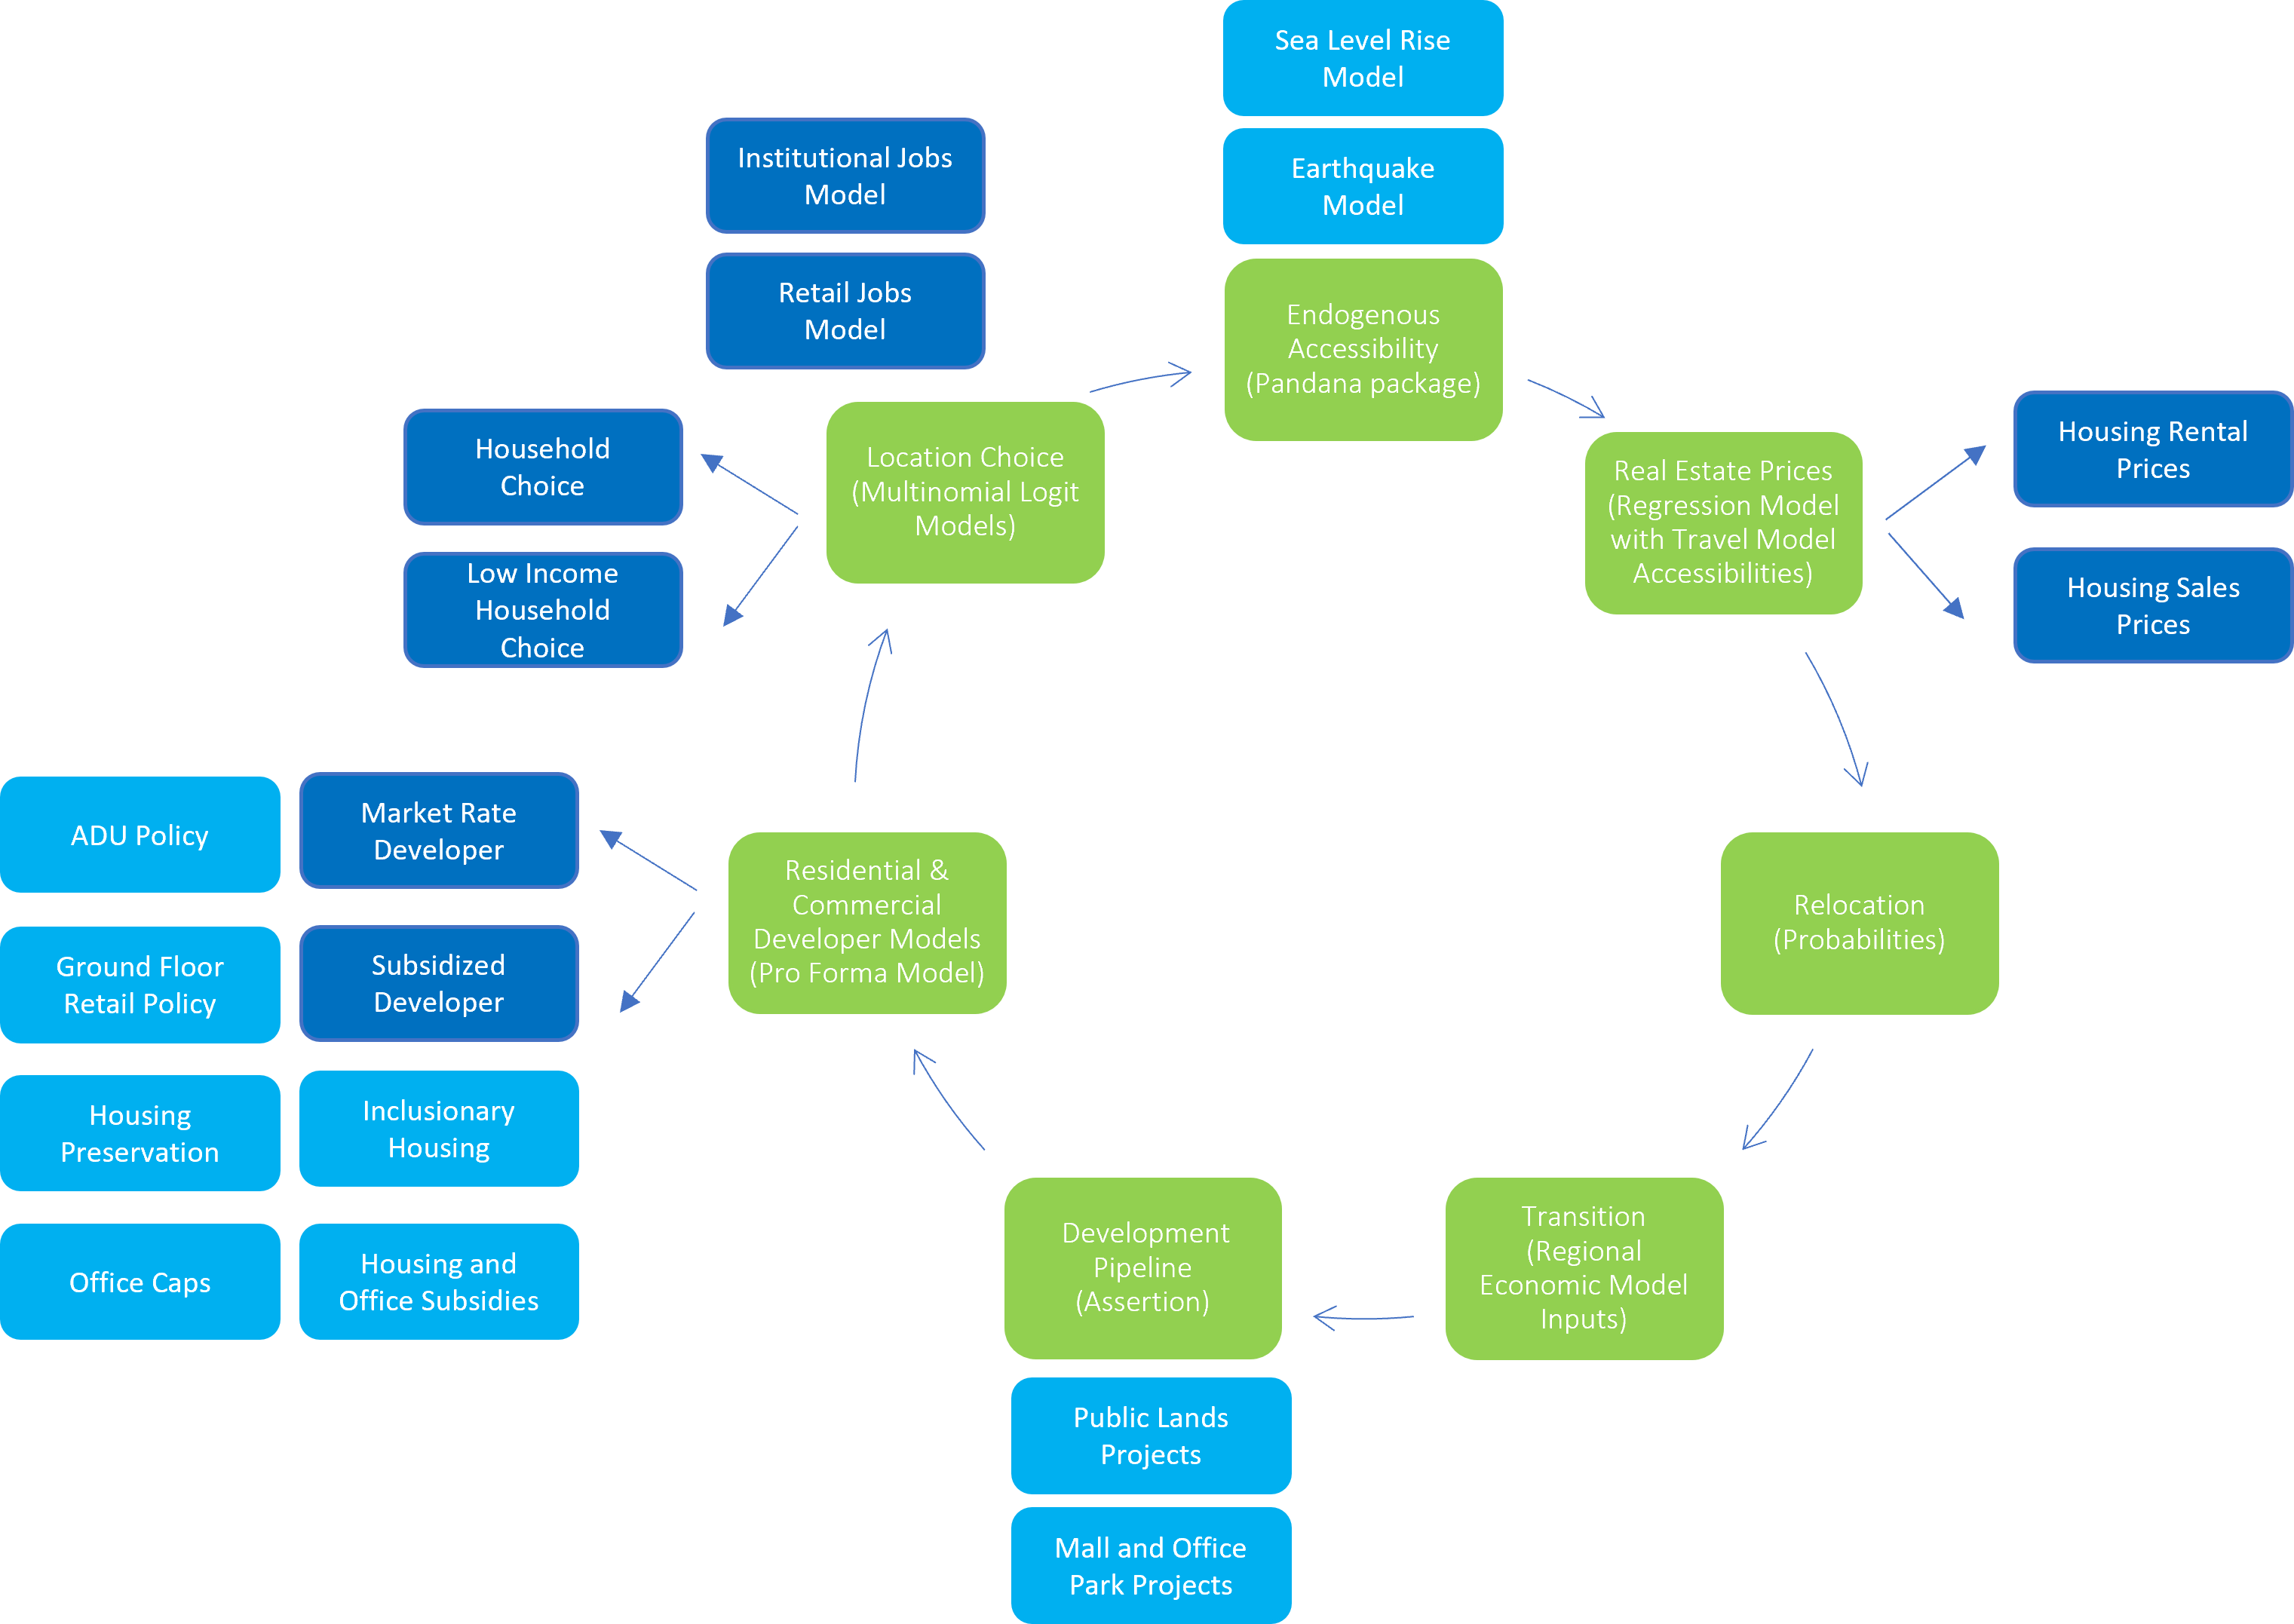 Sea Level Rise
Model
Earthquake
Model
Institutional Jobs
Model
Retail Jobs
Model
Endogenous
Accessibility
(Pandana package)
Household
Choice
Low Income
Household
Choice
Location Choice
(Multinomial Logit
Models)
Real Estate Prices
(Regression Model
with Travel Model
Accessibilities)
Housing Rental
Prices
Housing Sales
Prices
ADU Policy
Market Rate
Developer
Ground Floor
Retail Policy
Subsidized
Developer
Residential &
Commercial
Developer Models
(Pro Forma Model)
Relocation
(Probabilities)
Housing
Preservation
Inclusionary
Housing
Office Caps
Housing and
Office Subsidies
Development
Pipeline
(Assertion)
Transition
(Regional
Economic Model
Inputs)
Public Lands
Projects
Mall and Office
Park Projects